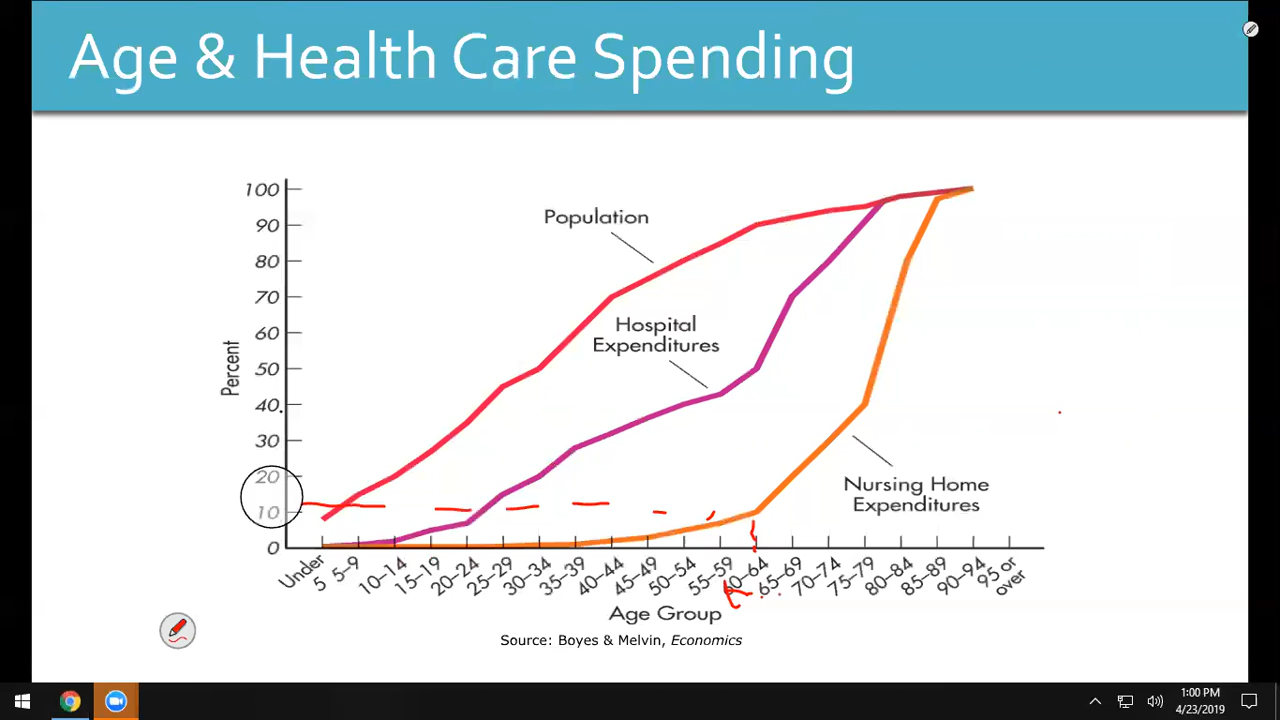 Age & Health Care Spending
100
90
80
70
60
50
40
30
20
10
0
Percent
Population
Hospital
Expenditures
Nursing Home
Expenditures
Under
5
5–9
10–14
15–19
20–24
25–29
30–34
35–39
40–44
45–49
50–54
55–59
60–64
65–69
70–74
75–79
80–84
85–89
90–94
95 or
over
Age Group
Source: Boyes & Melvin, Economics
1:00 PM
4/23/2019